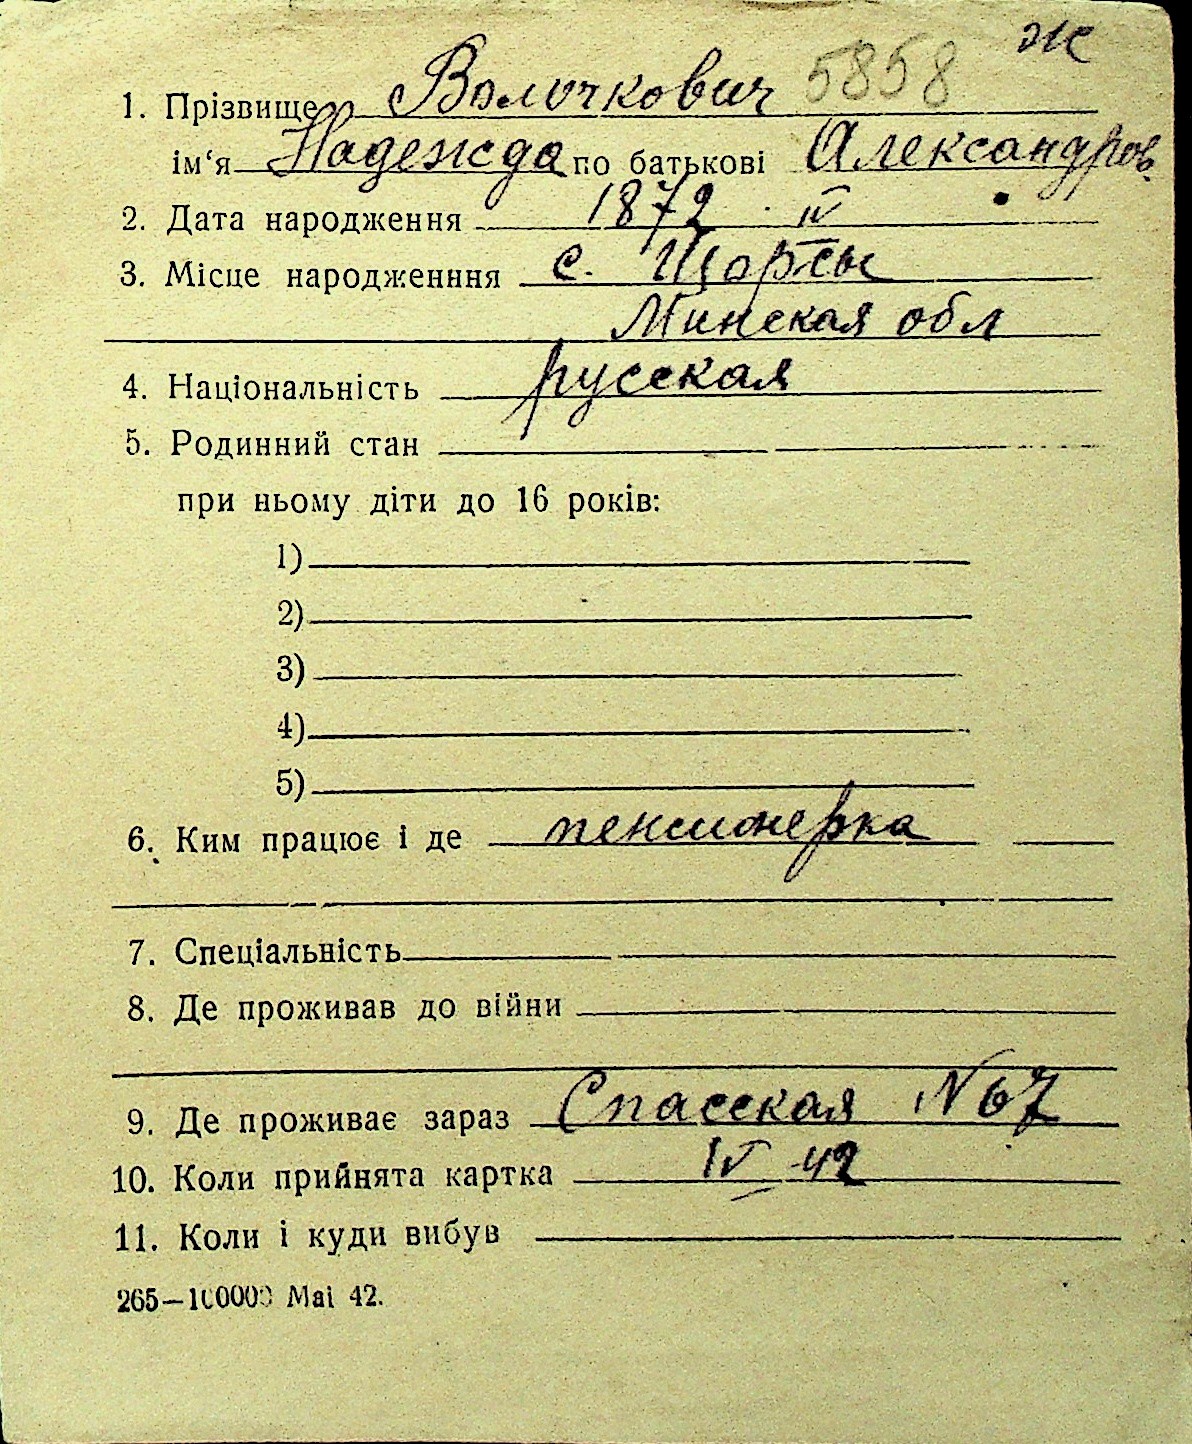 ж
1. Прізвище Волочкович 5858
ім‘я Надежда по батькові Александров.
2. Дата народження 1872 IV
3. Місце народженння с. Щорсы
Минская обл
4. Національність русская
5. Родинний стан
при ньому діти до 16 років:
1)
2)
3)
4)
5)
6. Ким працює і де пенсионерка
7. Спеціальність
8. Де проживав до війни
9. Де проживає зараз Спасская N 67
10. Коли прийнята картка IV 42
11. Коли і куди вибув
265—100000 Mai 42.